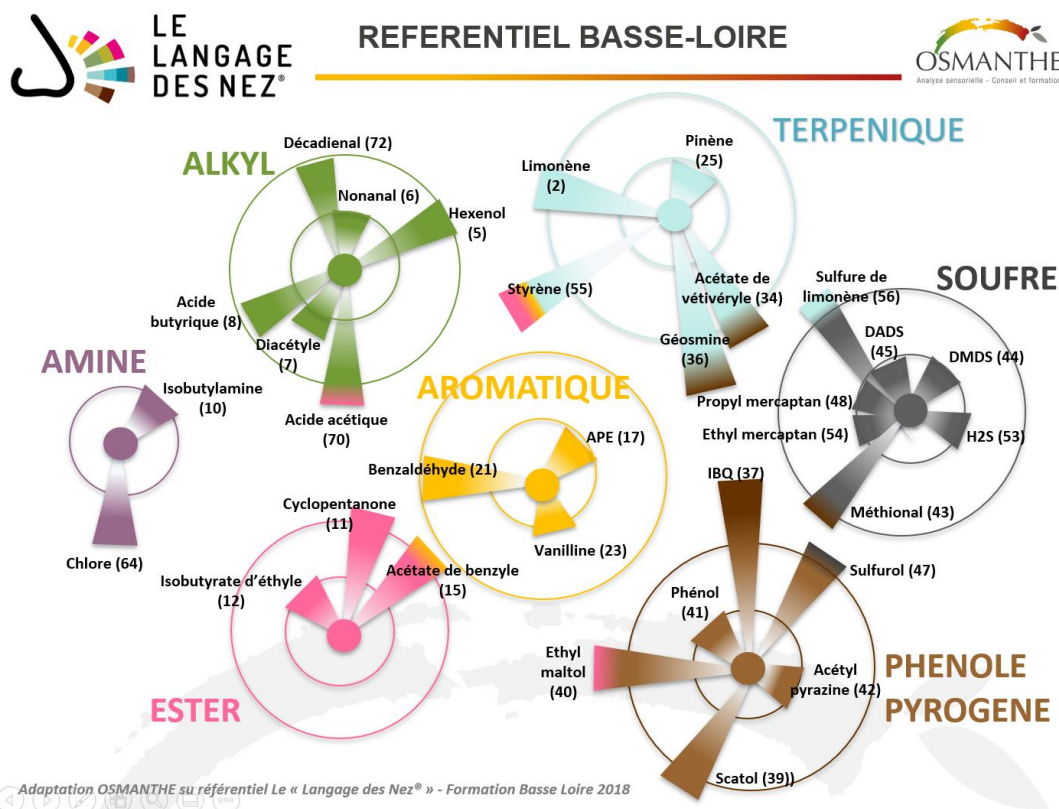 LE
LANGAGE
DES NEZ®
REFERENTIEL BASSE-LOIRE
OSMANTHE
Analyse sensorielle - Conseil et formation
ALKYL
Décadienal (72)
Nonanal (6)
Hexenol
(5)
Acide
butyrique (8)
Diacétyle
(7)
Acide acétique
(70)
TERPENIQUE
Pinène
(25)
Limonène
(2)
Styrène (55)
Acétate de
vétivéryle (34)
Géosmine
(36)
SOUFRE
Sulfure de
limonène (56)
DADS
(45)
DMDS (44)
Propyl mercaptan (48)
Ethyl mercaptan (54)
H2S (53)
Méthional (43)
AMINE
Isobutylamine
(10)
Chlore (64)
AROMATIQUE
APE (17)
Benzaldéhyde (21)
Vanilline (23)
ESTER
Cyclopentanone
(11)
Acétate de benzyle
(15)
Isobutyrate d'éthyle
(12)
PHENOLE
PYROGENE
IBQ (37)
Sulfurol (47)
Phénol
(41)
Ethyl
maltol
(40)
Acétyl
pyrazine (42)
Scatol (39))
Adaptation OSMANTHE su référentiel Le « Langage des Nez® » - Formation Basse Loire 2018